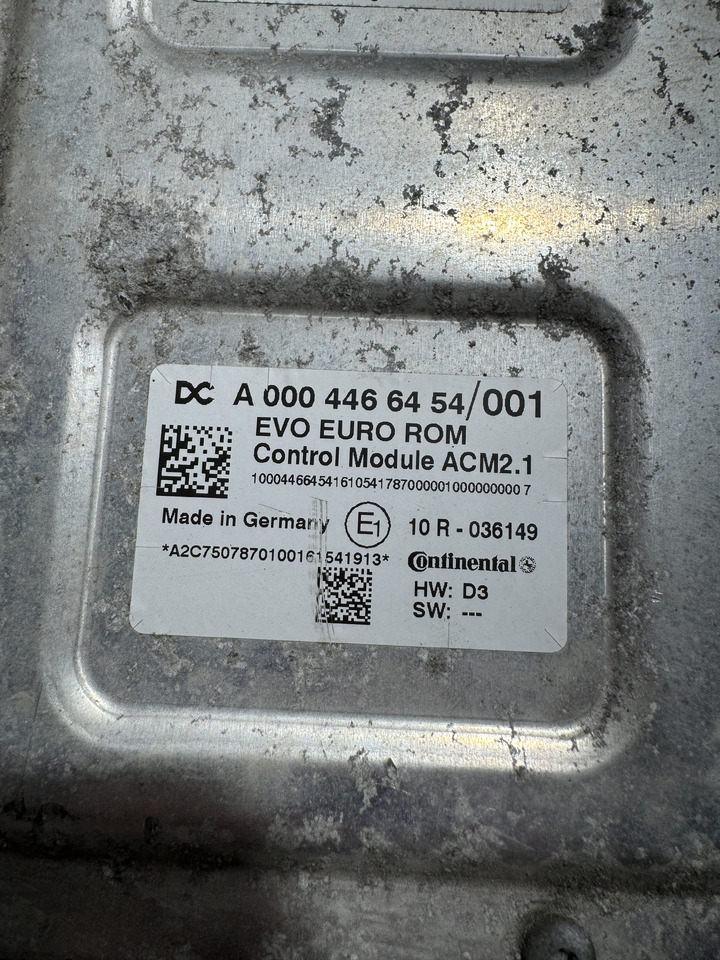 DC A 000 446 64 54/001
EVO EURO ROM
Control Module ACM2.1
10004466454161054178700000100000000007
Made in Germany E1 10 R - 036149
*A2C7507870100161541913* Continental
HW: D3
SW: ---